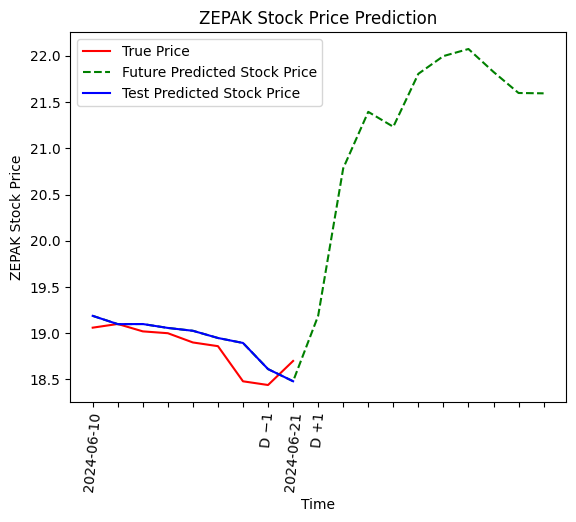 ZEPAK Stock Price Prediction
True Price
Future Predicted Stock Price
Test Predicted Stock Price
ZEPAK Stock Price
22.0
21.5
21.0
20.5
20.0
19.5
19.0
18.5
2024-06-10
D −1
2024-06-21
D +1
Time